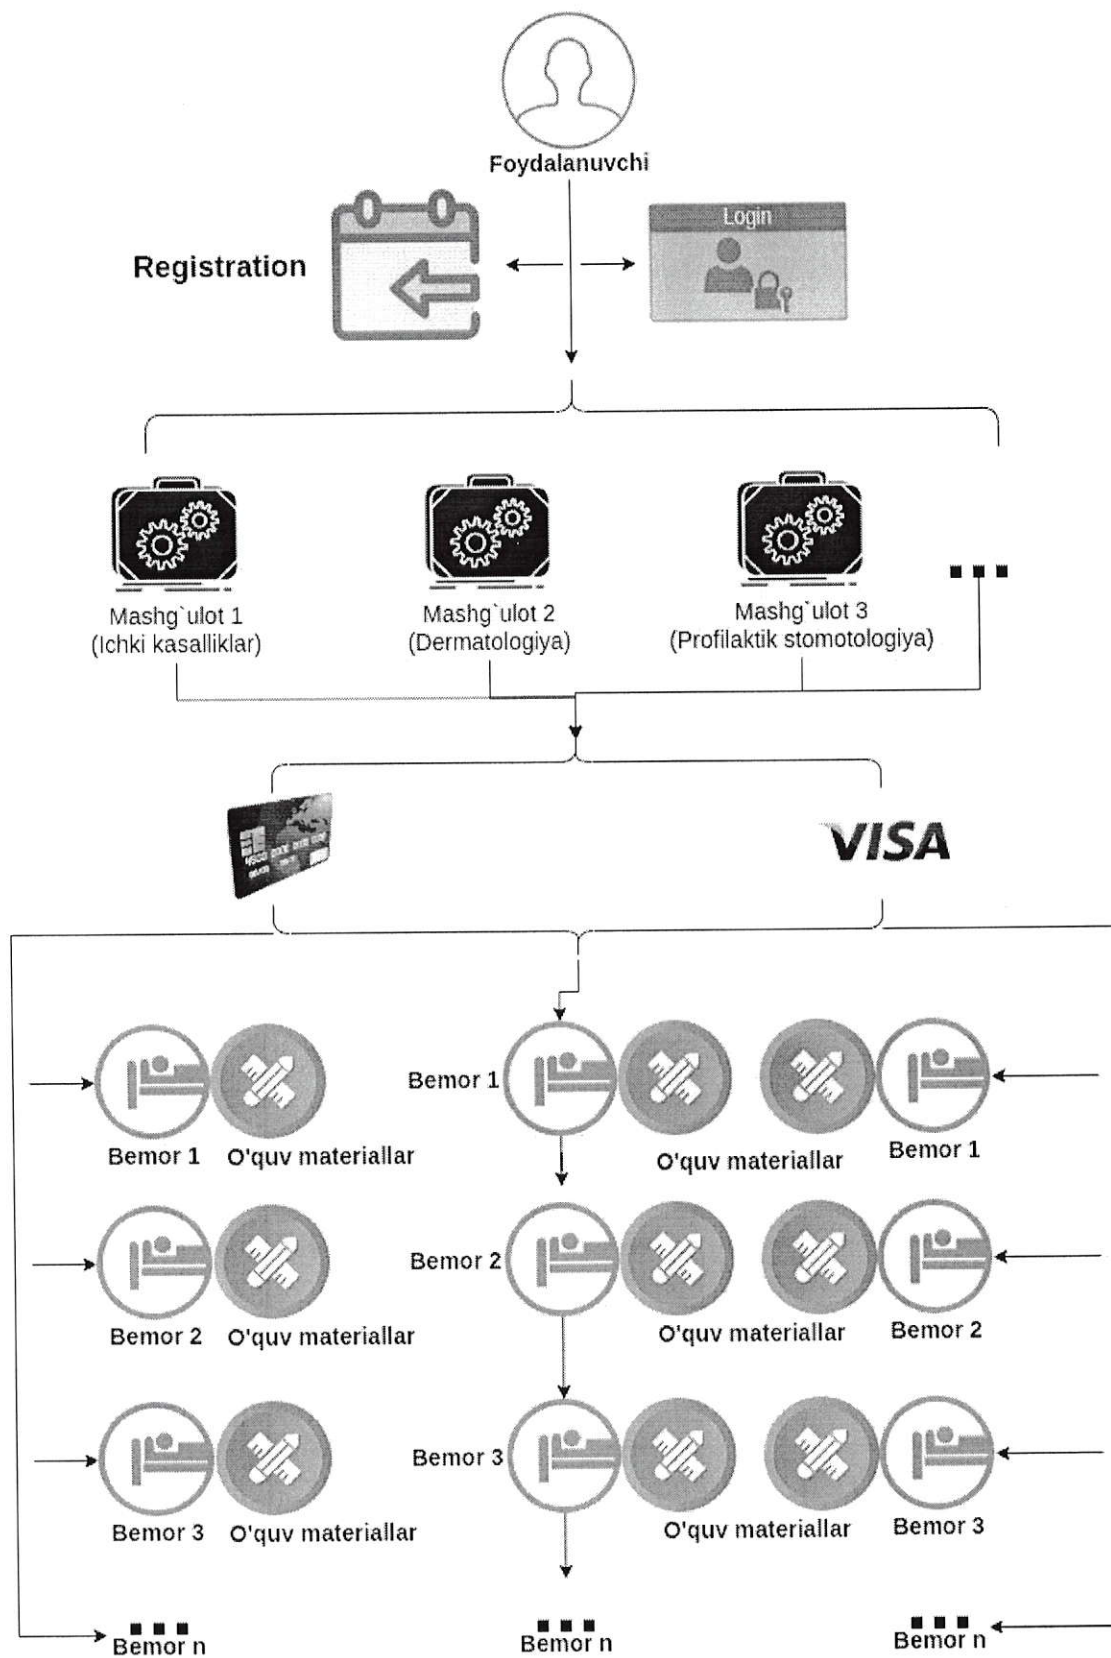 Foydalanuvchi
Registration
Login
Mashg`ulot 1
(Ichki kasalliklar)
Mashg`ulot 2
(Dermatologiya)
Mashg`ulot 3
(Profilaktik stomotologiya)
VISA
Bemor 1
O'quv materiallar
Bemor 1
O'quv materiallar
Bemor 1
Bemor 2
O'quv materiallar
Bemor 2
O'quv materiallar
Bemor 2
Bemor 3
O'quv materiallar
Bemor 3
O'quv materiallar
Bemor 3
Bemor n
Bemor n
Bemor n